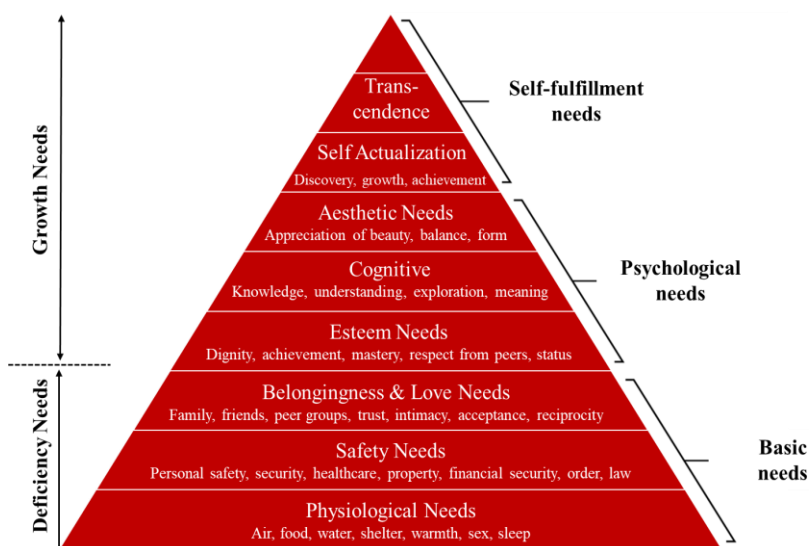 Growth Needs
Deficiency Needs
Trans-
cendence
Self Actualization
Discovery, growth, achievement
Aesthetic Needs
Appreciation of beauty, balance, form
Cognitive
Knowledge, understanding, exploration, meaning
Esteem Needs
Dignity, achievement, mastery, respect from peers, status
Belongingness & Love Needs
Family, friends, peer groups, trust, intimacy, acceptance, reciprocity
Safety Needs
Personal safety, security, healthcare, property, financial security, order, law
Physiological Needs
Air, food, water, shelter, warmth, sex, sleep
Self-fulfillment
needs
Psychological
needs
Basic
needs